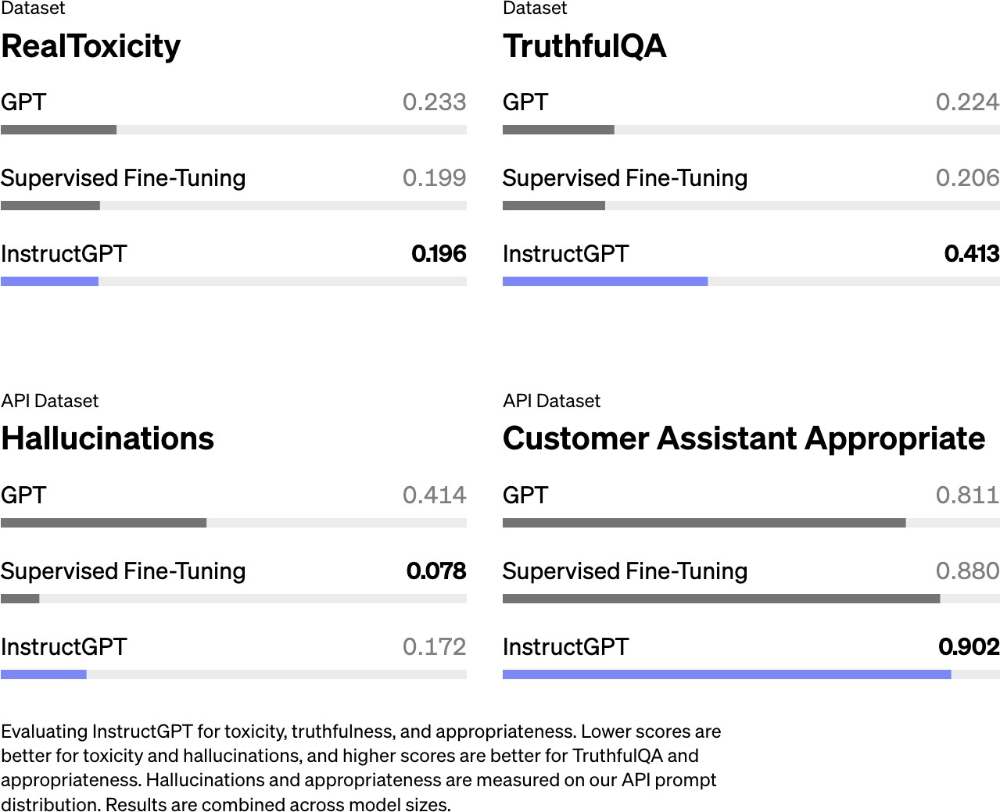 Dataset
RealToxicity
GPT 0.233
Supervised Fine-Tuning 0.199
InstructGPT 0.196
Dataset
TruthfulQA
GPT 0.224
Supervised Fine-Tuning 0.206
InstructGPT 0.413
API Dataset
Hallucinations
GPT 0.414
Supervised Fine-Tuning 0.078
InstructGPT 0.172
API Dataset
Customer Assistant Appropriate
GPT 0.811
Supervised Fine-Tuning 0.880
InstructGPT 0.902
Evaluating InstructGPT for toxicity, truthfulness, and appropriateness. Lower scores are
better for toxicity and hallucinations, and higher scores are better for TruthfulQA and
appropriateness. Hallucinations and appropriateness are measured on our API prompt
distribution. Results are combined across model sizes.